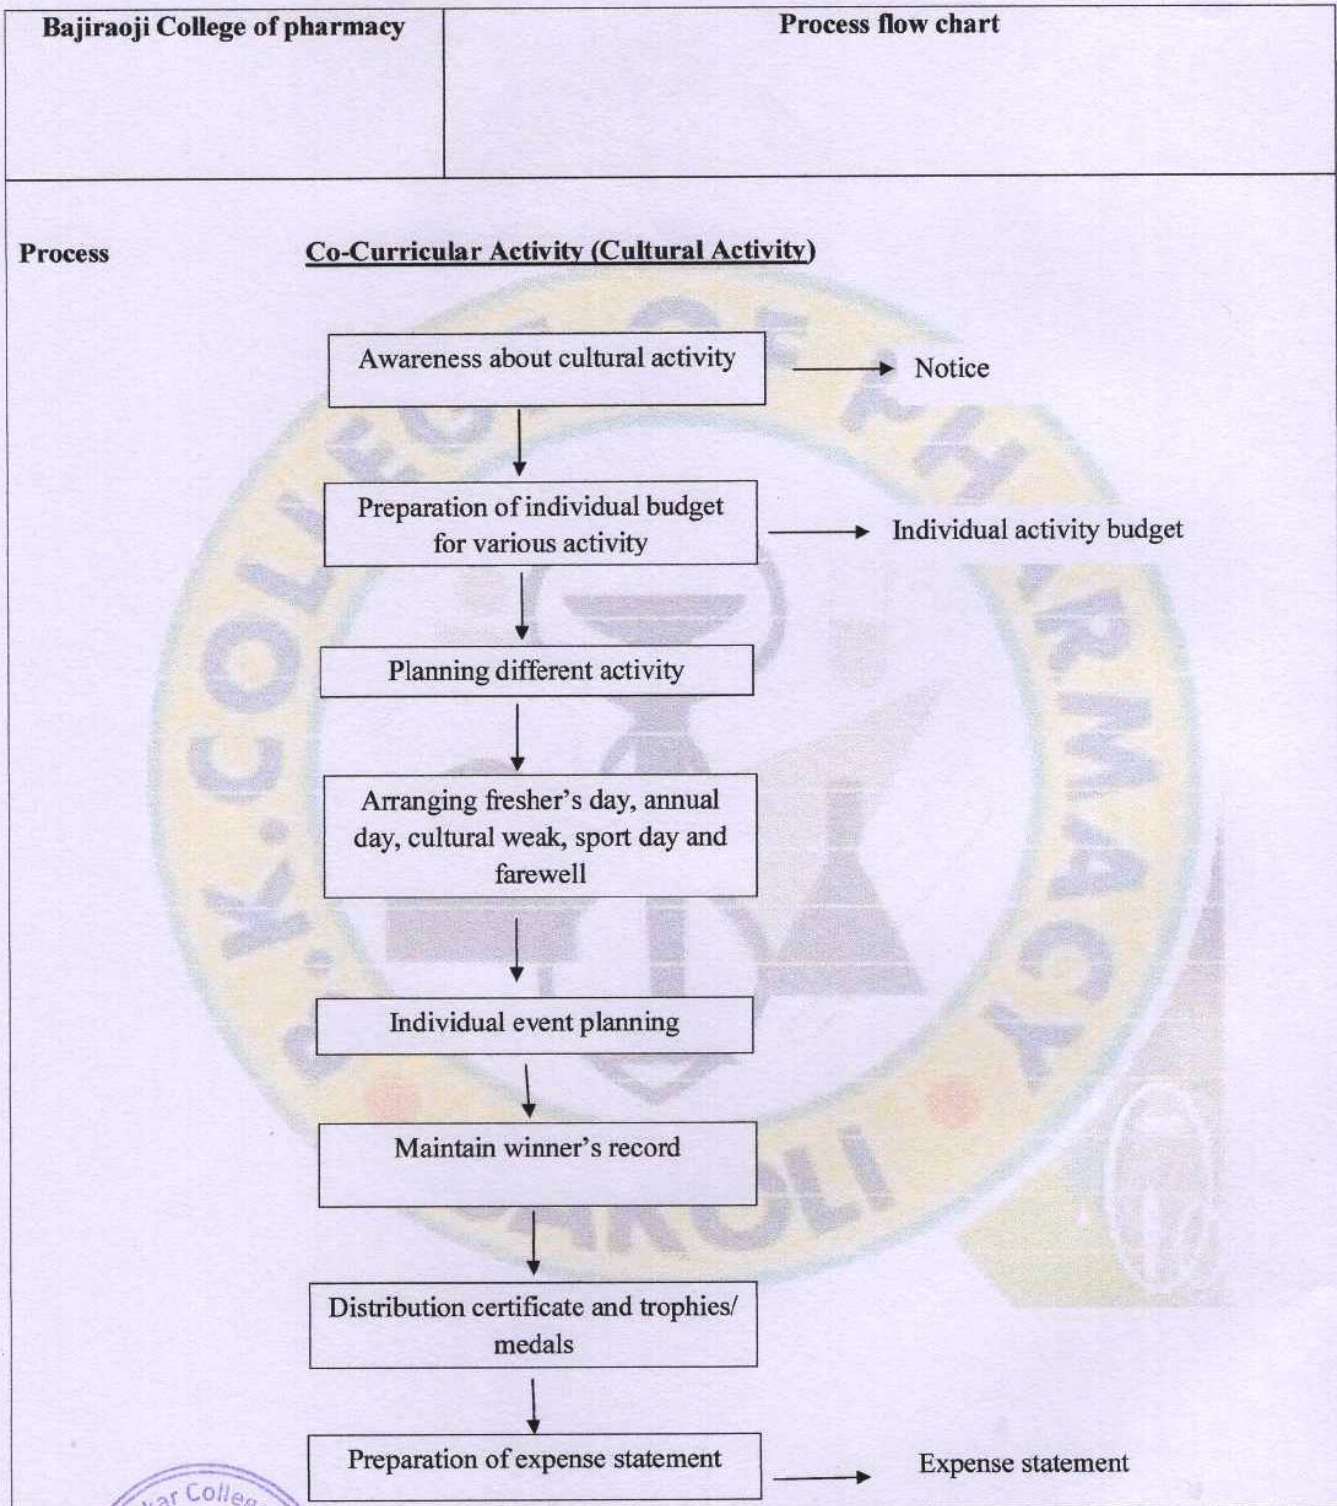 Bajiraoji College of pharmacy
Process flow chart
Process
Co-Curricular Activity (Cultural Activity)
Awareness about cultural activity
Notice
Preparation of individual budget
for various activity
Individual activity budget
Planning different activity
Arranging fresher's day, annual
day, cultural weak, sport day and
farewell
Individual event planning
Maintain winner's record
Distribution certificate and trophies/
medals
Preparation of expense statement
Expense statement
K.COLLEGE OF PHARMACY